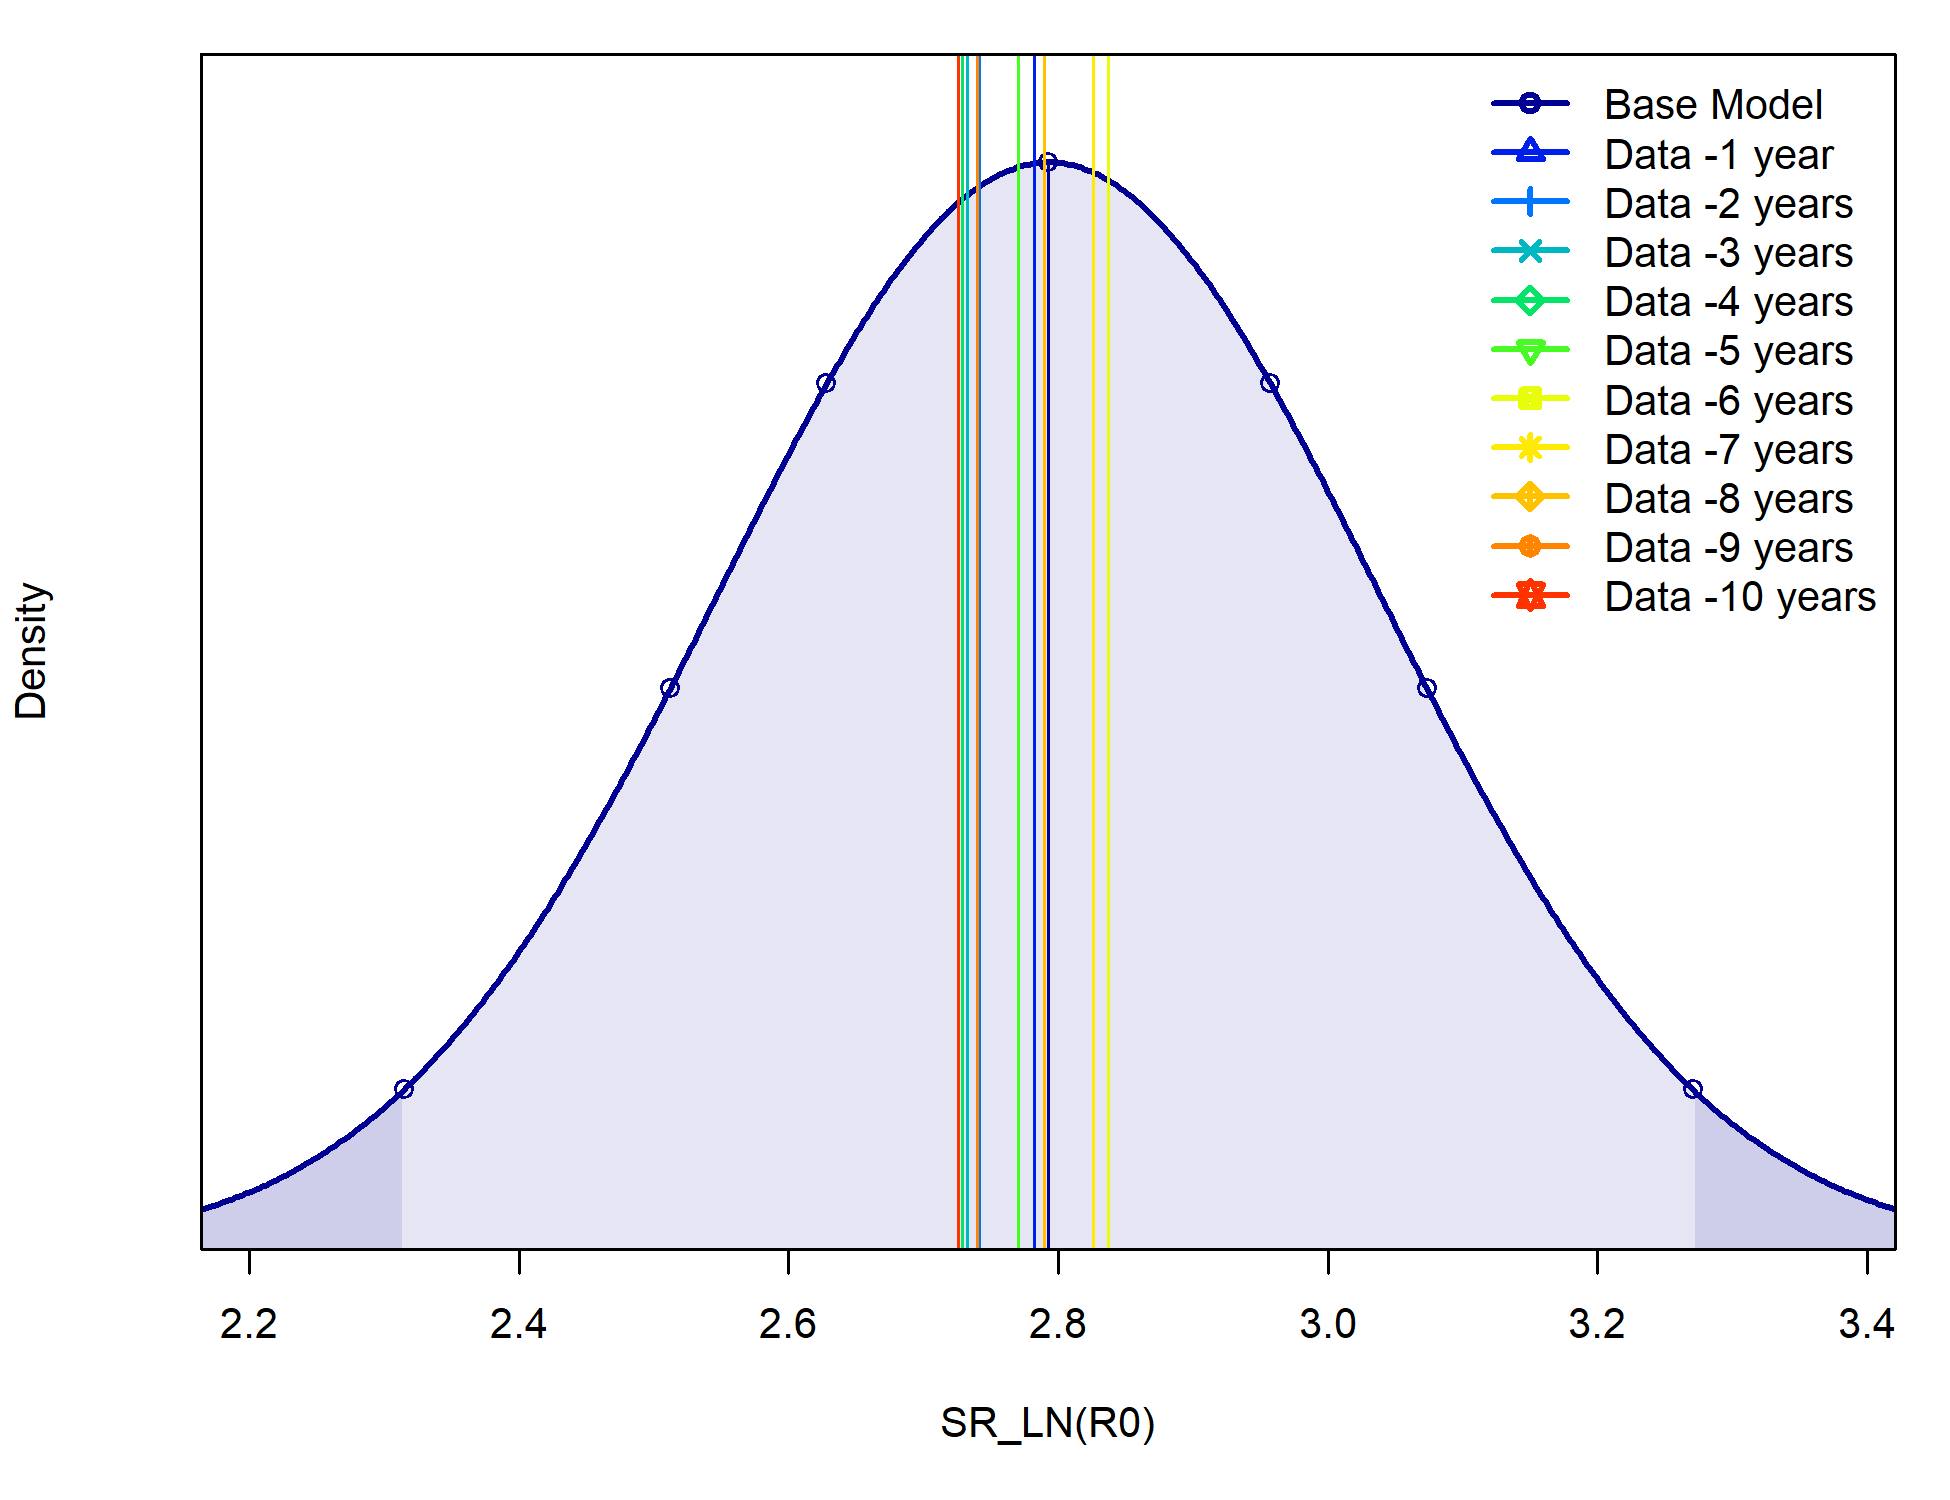 Base Model
Data -1 year
Data -2 years
Data -3 years
Data -4 years
Data -5 years
Data -6 years
Data -7 years
Data -8 years
Data -9 years
Data -10 years
Density
2.2 2.4 2.6 2.8 3.0 3.2 3.4
SR_LN(R0)